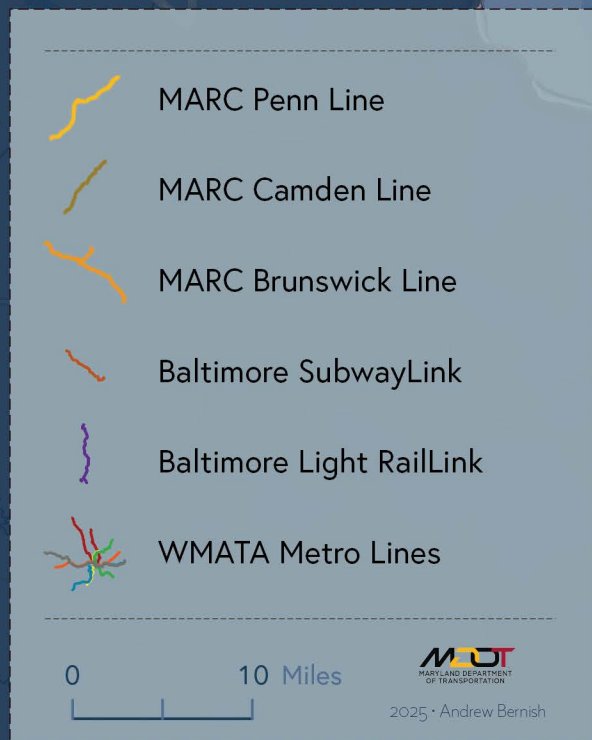 MARC Penn Line
MARC Camden Line
MARC Brunswick Line
Baltimore SubwayLink
Baltimore Light RailLink
WMATA Metro Lines
0 10 Miles
MDOT
MARYLAND DEPARTMENT
OF TRANSPORTATION
2025 · Andrew Bernish